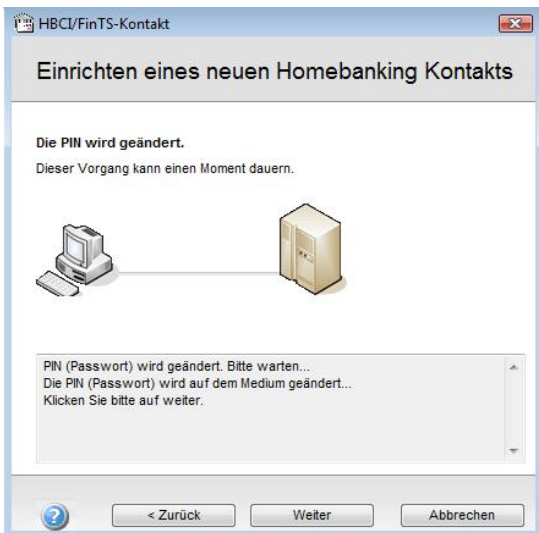 HBCI/FinTS-Kontakt
Einrichten eines neuen Homebanking Kontakts
Die PIN wird geändert.
Dieser Vorgang kann einen Moment dauern.
PIN (Passwort) wird geändert. Bitte warten...
Die PIN (Passwort) wird auf dem Medium geändert...
Klicken Sie bitte auf weiter.
< Zurück Weiter Abbrechen